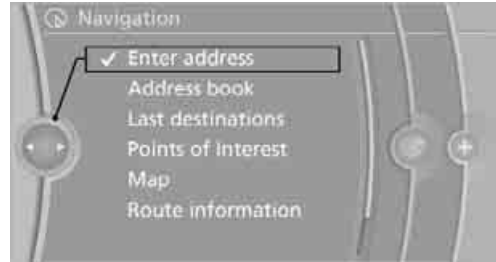 Navigation
Enter address
Address book
Last destinations
Points of Interest
Map
Route information